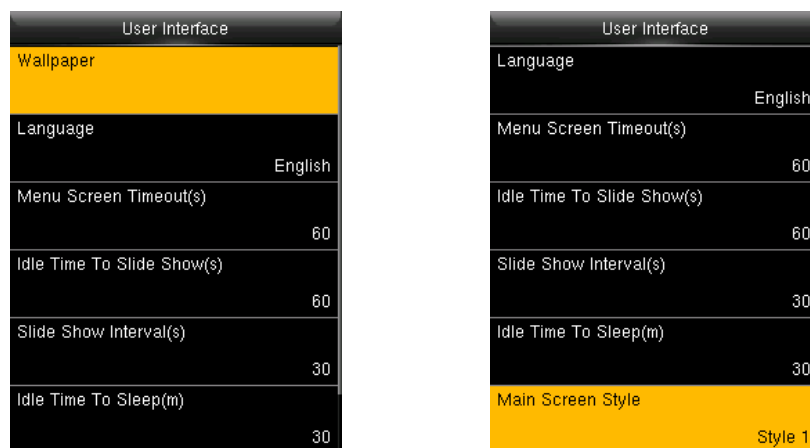 User Interface
Wallpaper
Language
English
Menu Screen Timeout(s)
60
Idle Time To Slide Show(s)
60
Slide Show Interval(s)
30
Idle Time To Sleep(m)
30
User Interface
Language
English
Menu Screen Timeout(s)
60
Idle Time To Slide Show(s)
60
Slide Show Interval(s)
30
Idle Time To Sleep(m)
30
Main Screen Style
Style 1